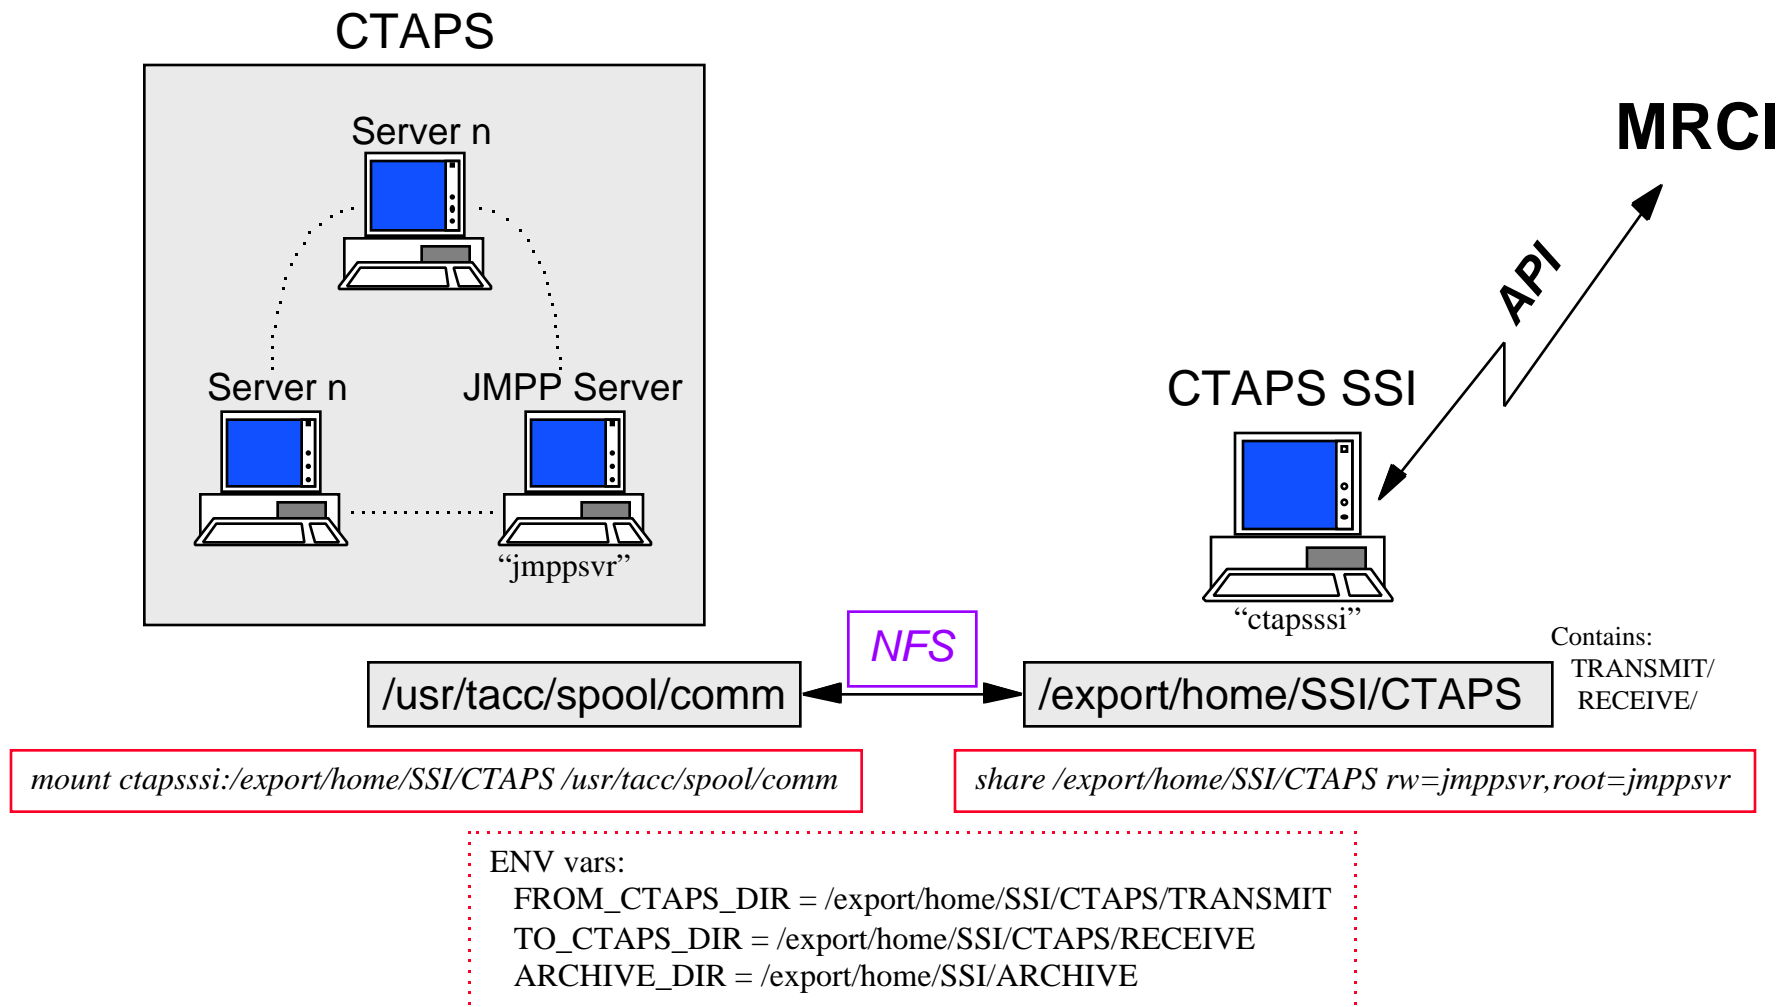 CTAPS
Server n
MRCI
API
Server n
JMPP Server
CTAPS SSI
“jmppsvr”
“ctapsssi”
NFS
Contains:
TRANSMIT/
RECEIVE/
/usr/tacc/spool/comm
/export/home/SSI/CTAPS
mount ctapsssi:/export/home/SSI/CTAPS /usr/tacc/spool/comm
share /export/home/SSI/CTAPS rw=jmppsvr,root=jmppsvr
ENV vars:
FROM_CTAPS_DIR = /export/home/SSI/CTAPS/TRANSMIT
TO_CTAPS_DIR = /export/home/SSI/CTAPS/RECEIVE
ARCHIVE_DIR = /export/home/SSI/ARCHIVE